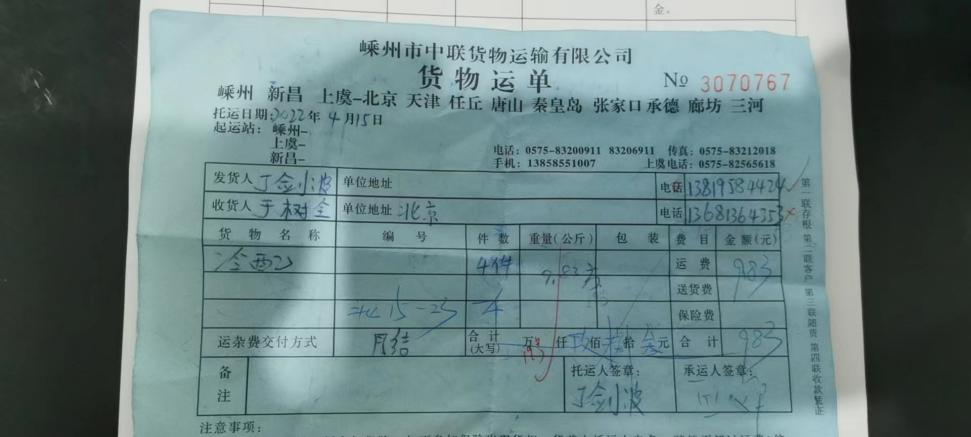 金。
嵊州市中联货物运输有限公司
货物运单 No 3070767
嵊州 新昌 上虞-北京 天津 任丘 唐山 秦皇岛 张家口 承德 廊坊 三河
托运日期:2022年4月15日
起运站: 嵊州-
上虞-
新昌-
电话:0575-83200911 83206911 传真:0575-83212018
手机:13858551007 上虞电话:0575-82565618
发货人 丁剑波 单位地址 电话 13819584424
收货人 于树全 单位地址 北京 电话 13681364353
货物名称 编号 件数 重量(公斤) 包装 费目 金额(元)
4件 运费 983
送货费
15-25 4 保险费
运杂费交付方式 月结 合计(大写) 万 仟 玖佰 捌拾 叁元 合计 983
备注 托运人签章: 承运人签章:
丁剑波
第一联存根 第二联客户 第三联随货 第四联收款凭证
注意事项: